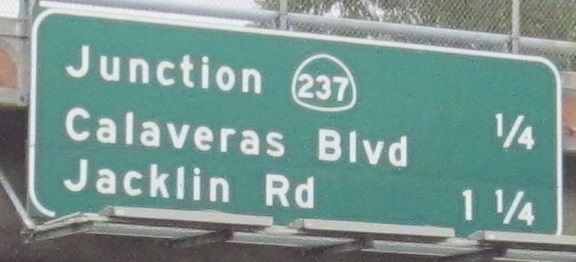 Junction 237
Calaveras Blvd ¼
Jacklin Rd 1 ¼